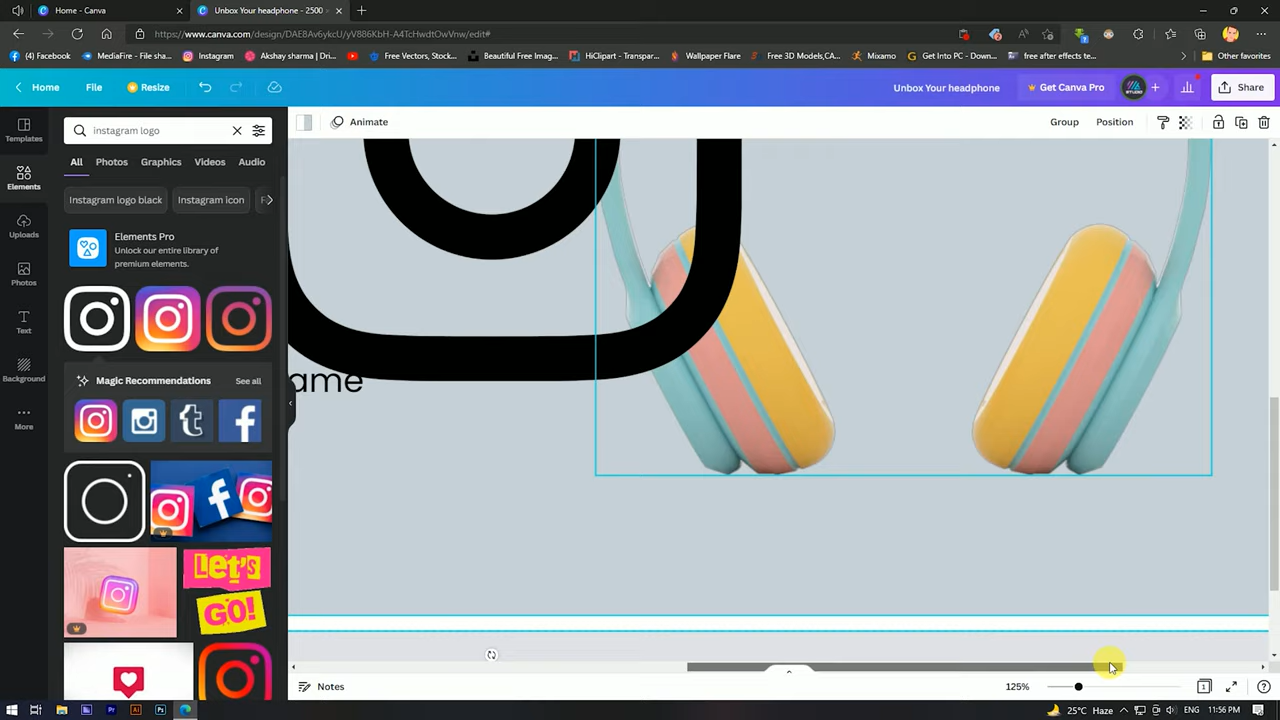 Home - Canva
Unbox Your headphone - 2500
https://www.canva.com/design/DAE8Av6ykcU/yV886KbH-A4TcHwdtOwVnw/edit#
(4) Facebook
MediaFire - File sha...
Instagram
Akshay sharma | Dri...
Free Vectors, Stock...
Beautiful Free Imag...
HiClipart - Transpar...
Wallpaper Flare
Free 3D Models,CA...
Mixamo
Get Into PC - Down...
free after effects te...
Other favorites
Home
File
Resize
Unbox Your headphone
Get Canva Pro
Share
Templates
Elements
Uploads
Photos
Text
Background
More
instagram logo
All
Photos
Graphics
Videos
Audio
Instagram logo black
Instagram icon
Elements Pro
Unlock our entire library of
premium elements.
Magic Recommendations
See all
LET'S
GO!
Animate
Group
Position
ame
Notes
125%
1
25°C Haze
ENG
11:56 PM